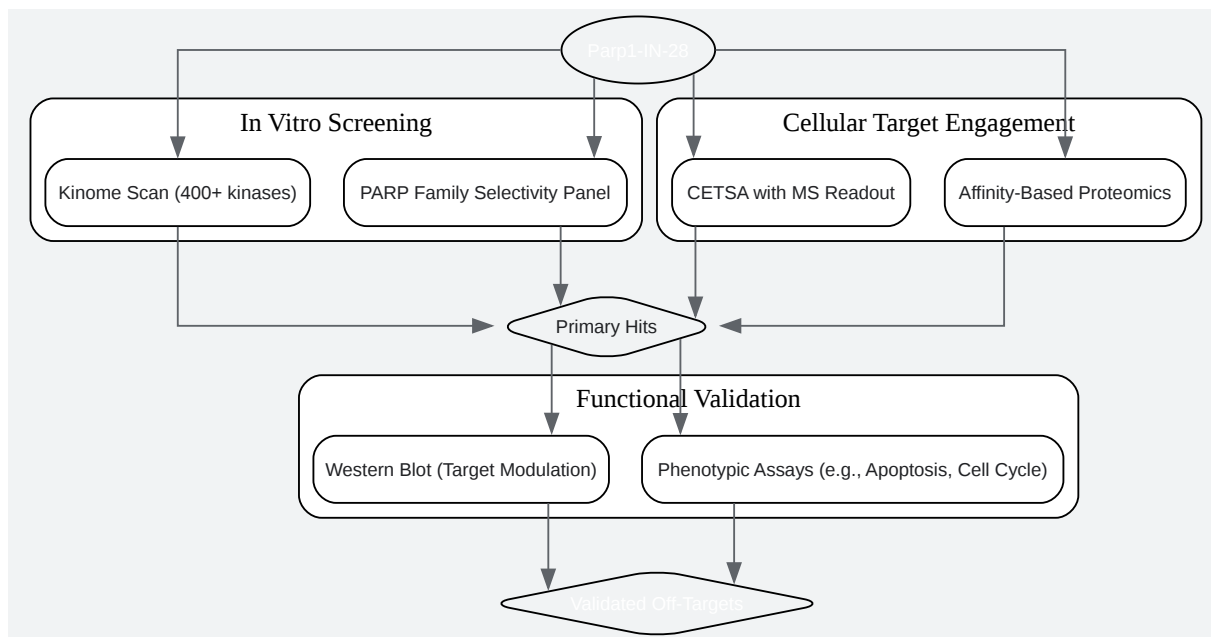 Parp1-IN-28
In Vitro Screening
Cellular Target Engagement
Kinome Scan (400+ kinases)
PARP Family Selectivity Panel
CETSA with MS Readout
Affinity-Based Proteomics
Primary Hits
Functional Validation
Western Blot (Target Modulation)
Phenotypic Assays (e.g., Apoptosis, Cell Cycle)
Validated Off-Targets